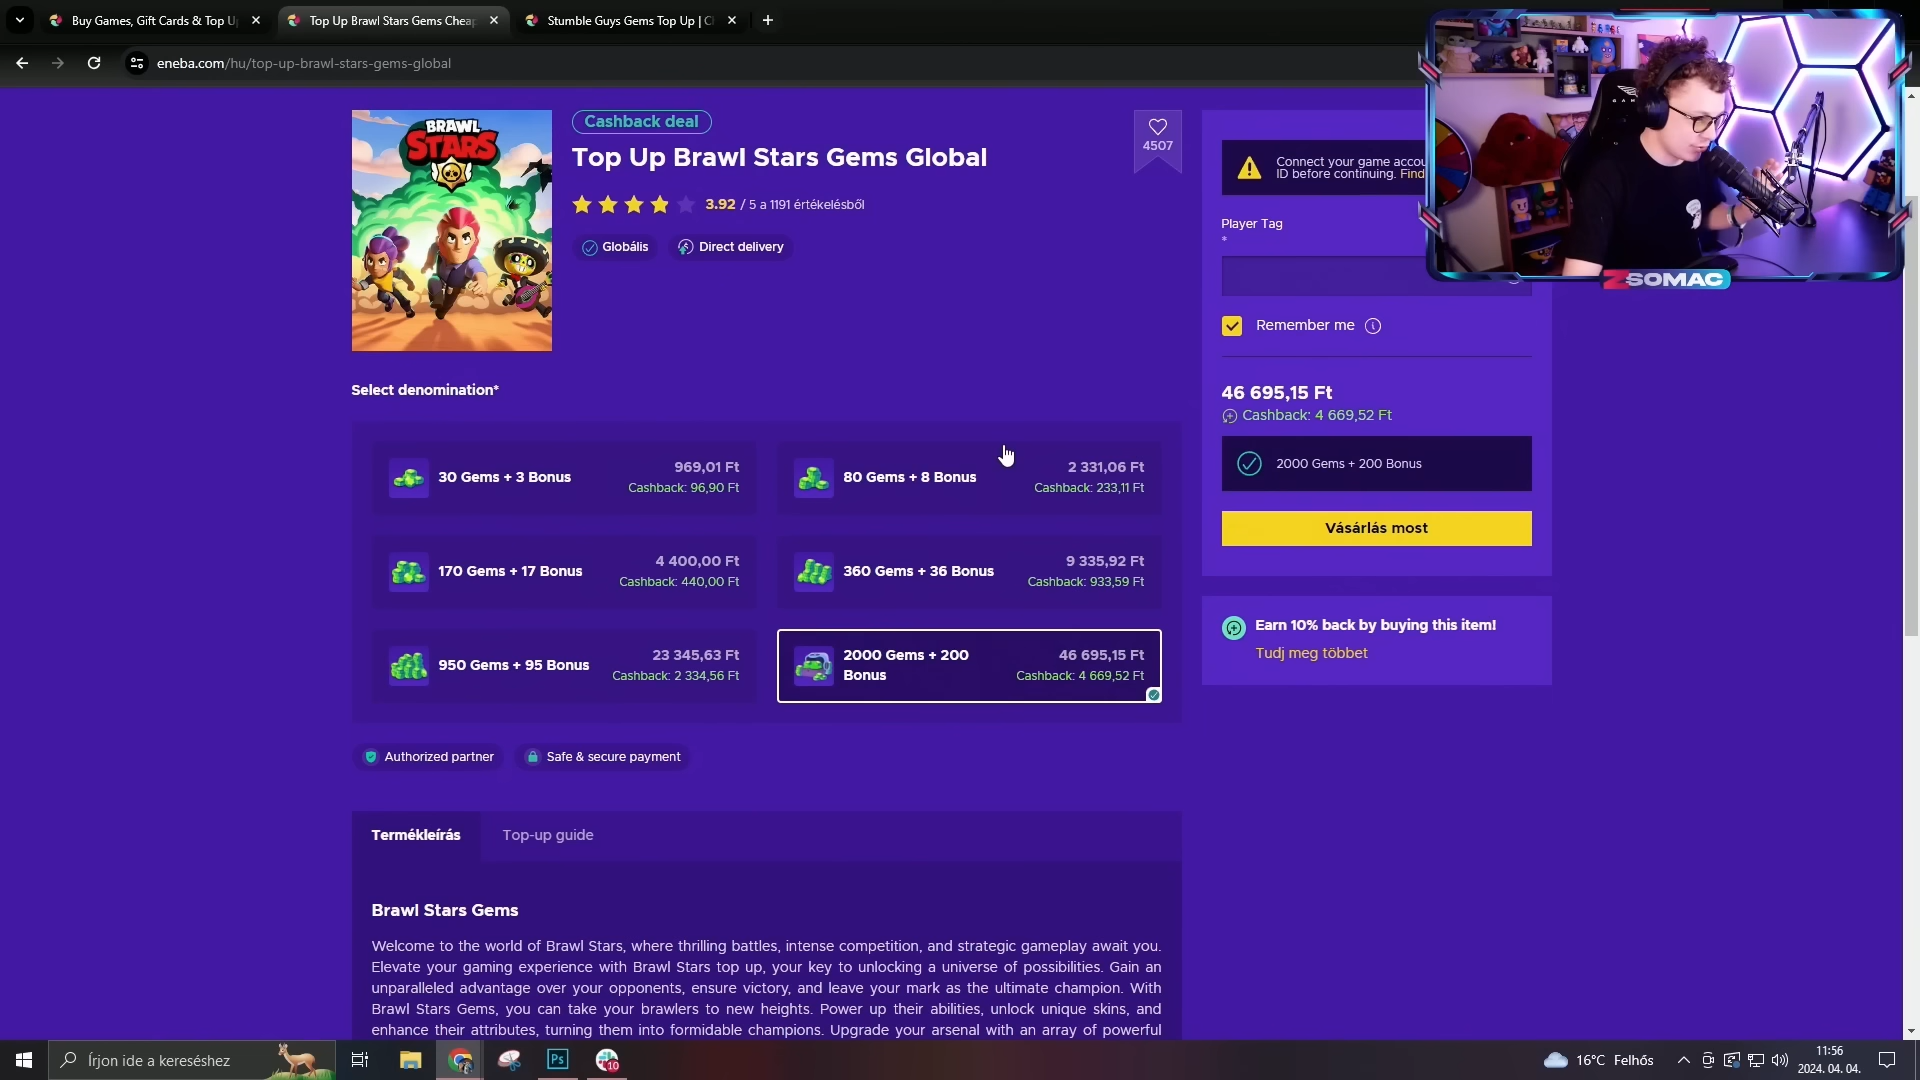 Buy Games, Gift Cards & Top U
Top Up Brawl Stars Gems Cheap
Stumble Guys Gems Top Up | C
eneba.com/hu/top-up-brawl-stars-gems-global
BRAWL
STARS
Cashback deal
Top Up Brawl Stars Gems Global
3.92 / 5 a 1191 értékelésből
Globális
Direct delivery
4507
Connect your game accou
ID before continuing. Find
Player Tag
*
Remember me
ZSOMAC
46 695,15 Ft
Cashback: 4 669,52 Ft
2000 Gems + 200 Bonus
Vásárlás most
Earn 10% back by buying this item!
Tudj meg többet
Select denomination*
30 Gems + 3 Bonus
969,01 Ft
Cashback: 96,90 Ft
80 Gems + 8 Bonus
2 331,06 Ft
Cashback: 233,11 Ft
170 Gems + 17 Bonus
4 400,00 Ft
Cashback: 440,00 Ft
360 Gems + 36 Bonus
9 335,92 Ft
Cashback: 933,59 Ft
950 Gems + 95 Bonus
23 345,63 Ft
Cashback: 2 334,56 Ft
2000 Gems + 200
Bonus
46 695,15 Ft
Cashback: 4 669,52 Ft
Authorized partner
Safe & secure payment
Termékleírás
Top-up guide
Brawl Stars Gems
Welcome to the world of Brawl Stars, where thrilling battles, intense competition, and strategic gameplay await you.
Elevate your gaming experience with Brawl Stars top up, your key to unlocking a universe of possibilities. Gain an
unparalleled advantage over your opponents, ensure victory, and leave your mark as the ultimate champion. With
Brawl Stars Gems, you can take your brawlers to new heights. Power up their abilities, unlock unique skins, and
enhance their attributes, turning them into formidable champions. Upgrade your arsenal with an array of powerful
Írjon ide a kereséshez
Ps
10
16°C Felhős
11:56
2024. 04. 04.